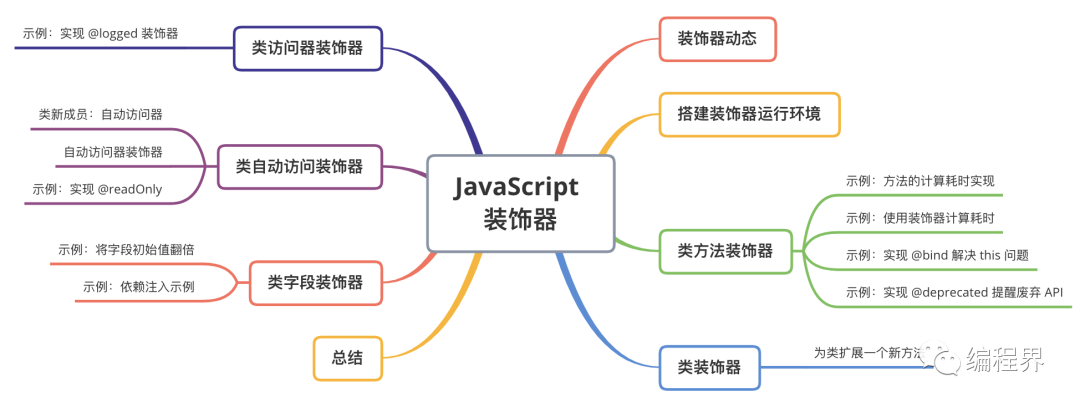 JavaScript
装饰器
装饰器动态
搭建装饰器运行环境
类方法装饰器
示例：方法的计算耗时实现
示例：使用装饰器计算耗时
示例：实现 @bind 解决 this 问题
示例：实现 @deprecated 提醒废弃 API
类装饰器
为类扩展一个新方法
类访问器装饰器
示例：实现 @logged 装饰器
类自动访问装饰器
类新成员：自动访问器
自动访问器装饰器
示例：实现 @readOnly
类字段装饰器
示例：将字段初始值翻倍
示例：依赖注入示例
总结
编程界